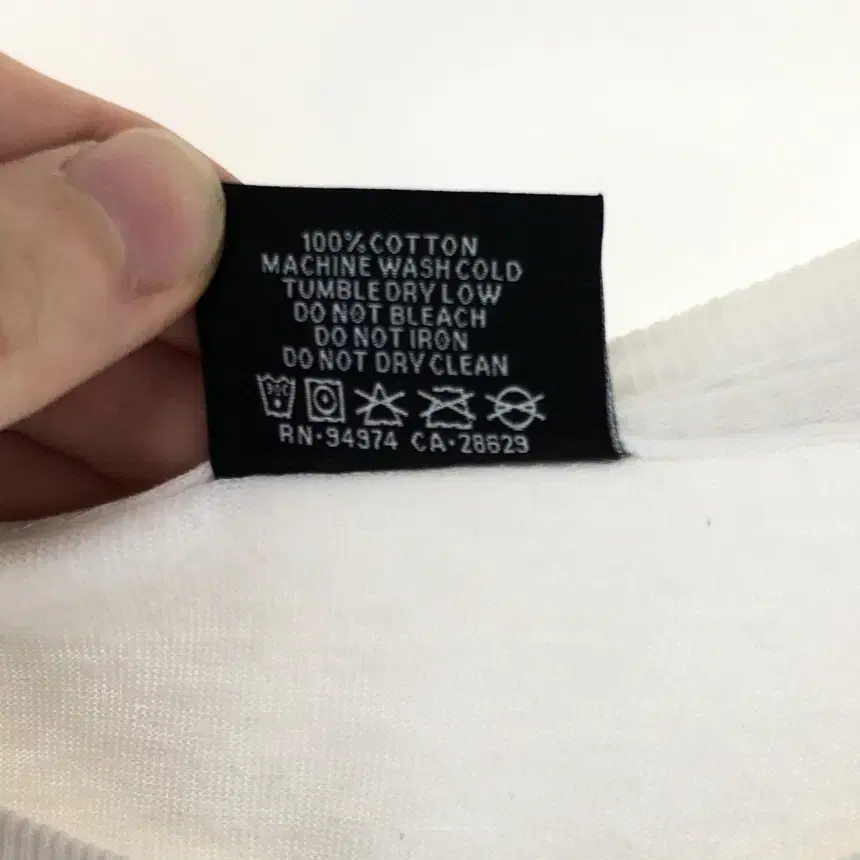 100% COTTON
MACHINE WASH COLD
TUMBLE DRY LOW
DO NOT BLEACH
DO NOT IRON
DO NOT DRY CLEAN
RN·94974 CA·28629